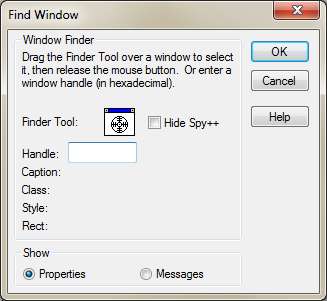 Find Window
Window Finder
Drag the Finder Tool over a window to select
it, then release the mouse button.  Or enter a
window handle (in hexadecimal).
OK
Cancel
Help
Finder Tool:
Hide Spy++
Handle:
Caption:
Class:
Style:
Rect:
Show
Properties
Messages